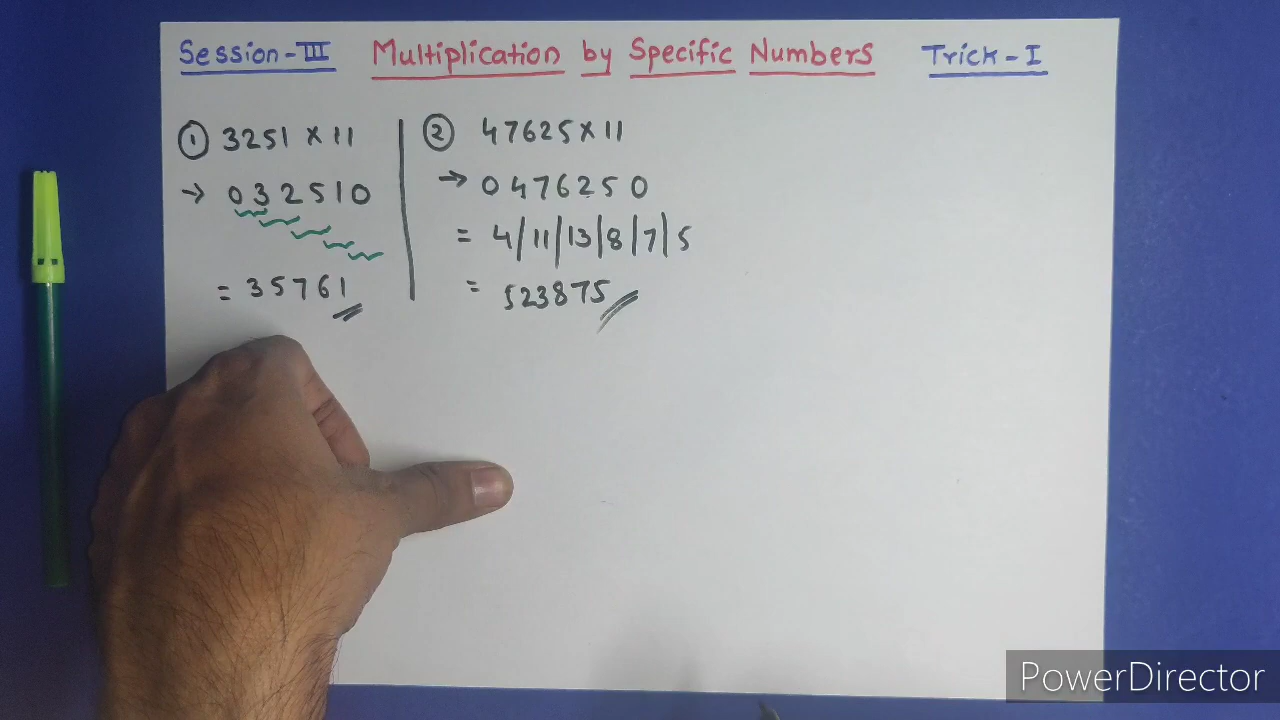 Session-III Multiplication by Specific Numbers Trick-I
① 3251 × 11
→ 032510
= 35761
② 47625 × 11
→ 0476250
= 4/11/13/8/7/5
= 523875
PowerDirector